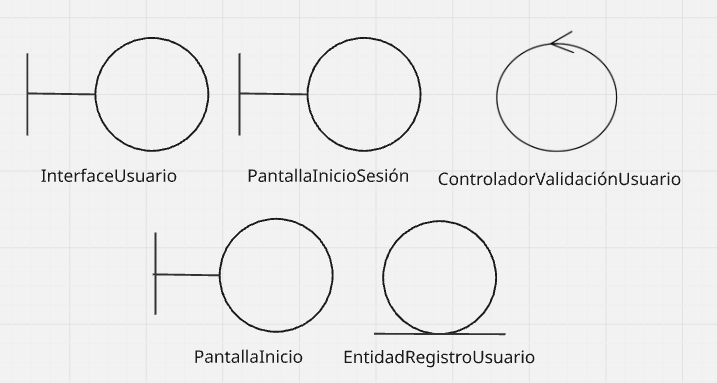 InterfaceUsuario
PantallaInicioSesión
ControladorValidaciónUsuario
PantallaInicio
EntidadRegistroUsuario